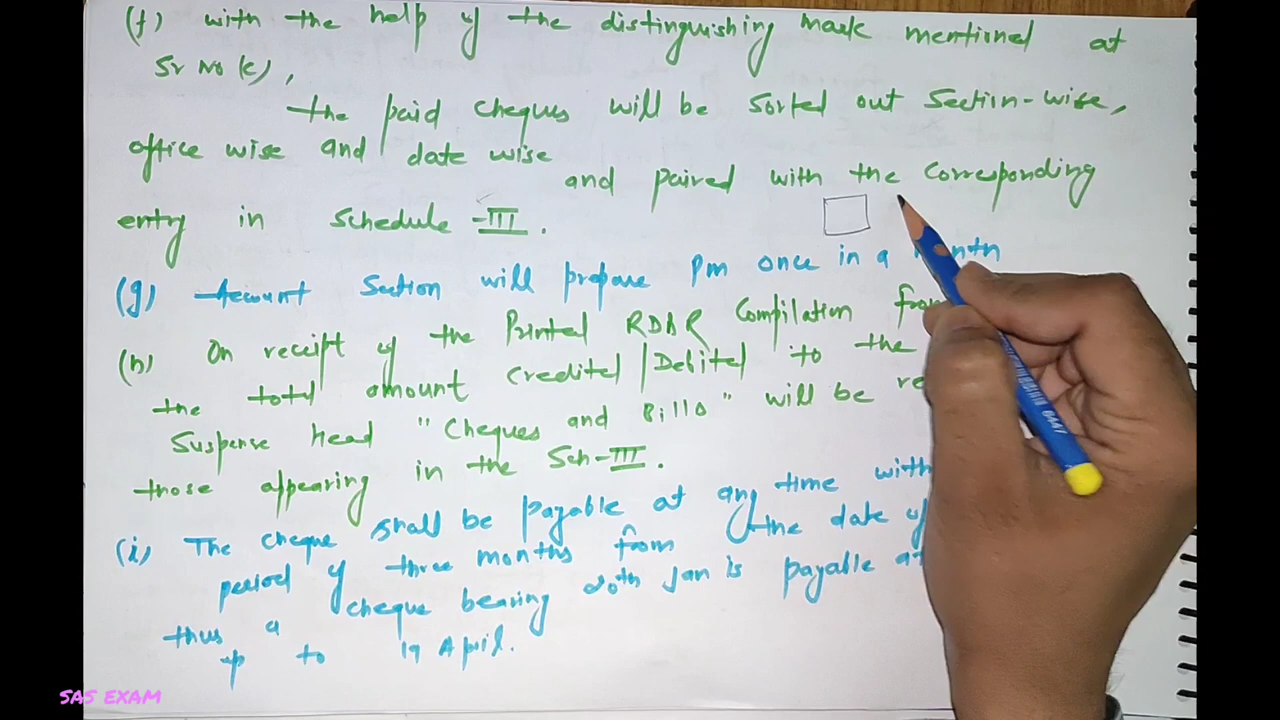 (f) with the help of the distinguishing mark mentioned at
Sr No (c),
the paid cheques will be sorted out Section-wise,
office wise and date wise
and paired with the corresponding
entry in Schedule -III.
(g) Account Section will prepare PM once in a month
(h) On receipt of the Printed RDAR Compilation from
the total amount credited/Debited to the
Suspense head "Cheques and Bills" will be
those appearing in the Sch-III.
(i) The cheque shall be payable at any time
period of three months from the date of
thus a cheque bearing 20th Jan is payable at
up to 19 April.
SAS EXAM
6447